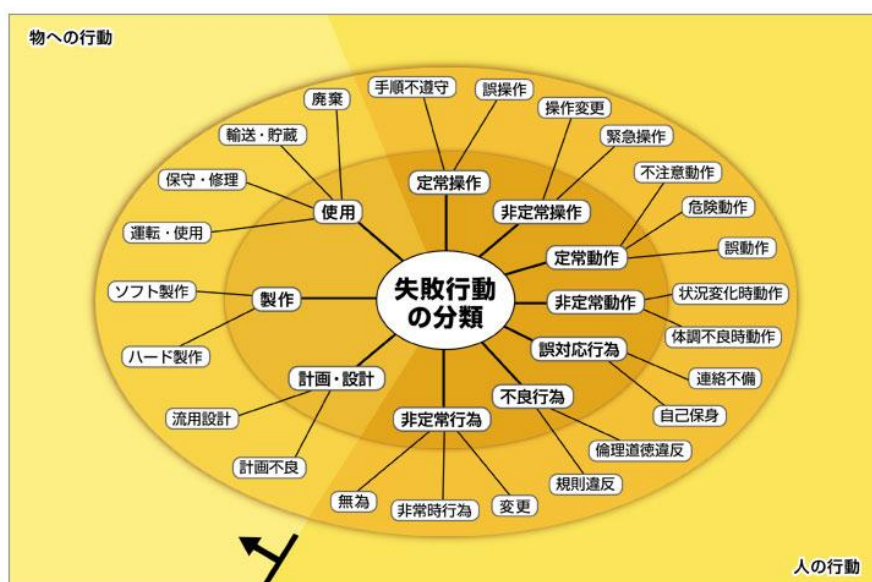 物への行動
手順不遵守
誤操作
廃棄
操作変更
輸送・貯蔵
緊急操作
不注意動作
保守・修理
定常操作
使用
非定常操作
危険動作
運転・使用
定常動作
誤動作
ソフト製作
製作
失敗行動
の分類
非定常動作
状況変化時動作
ハード製作
誤対応行為
体調不良時動作
計画・設計
連絡不備
不良行為
流用設計
非定常行為
自己保身
倫理道徳違反
計画不良
規則違反
無為
非常時行為
変更
人の行動